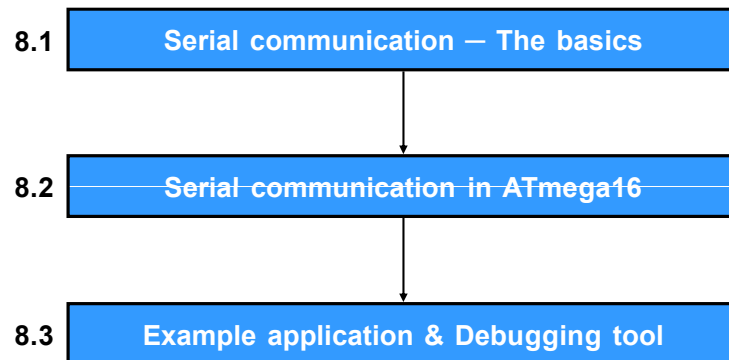 8.1 Serial communication — The basics
8.2 Serial communication in ATmega16
8.3 Example application & Debugging tool